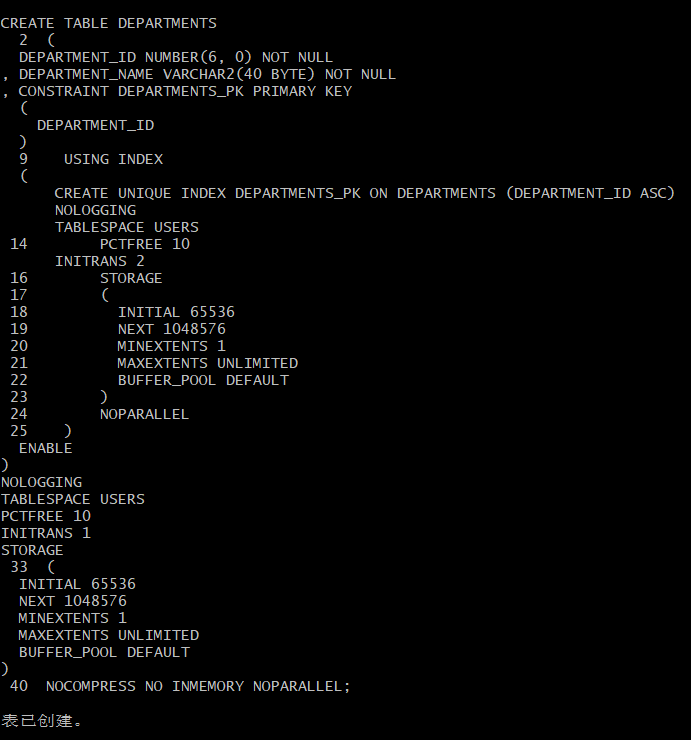 CREATE TABLE DEPARTMENTS
  2  (
  DEPARTMENT_ID NUMBER(6, 0) NOT NULL
, DEPARTMENT_NAME VARCHAR2(40 BYTE) NOT NULL
, CONSTRAINT DEPARTMENTS_PK PRIMARY KEY
  (
    DEPARTMENT_ID
  )
  9    USING INDEX
  (
      CREATE UNIQUE INDEX DEPARTMENTS_PK ON DEPARTMENTS (DEPARTMENT_ID ASC)
      NOLOGGING
      TABLESPACE USERS
 14        PCTFREE 10
      INITRANS 2
 16        STORAGE
 17        (
 18          INITIAL 65536
 19          NEXT 1048576
 20          MINEXTENTS 1
 21          MAXEXTENTS UNLIMITED
 22          BUFFER_POOL DEFAULT
 23        )
 24        NOPARALLEL
 25    )
  ENABLE
)
NOLOGGING
TABLESPACE USERS
PCTFREE 10
INITRANS 1
STORAGE
 33  (
  INITIAL 65536
  NEXT 1048576
  MINEXTENTS 1
  MAXEXTENTS UNLIMITED
  BUFFER_POOL DEFAULT
)
 40  NOCOMPRESS NO INMEMORY NOPARALLEL;
表已创建。